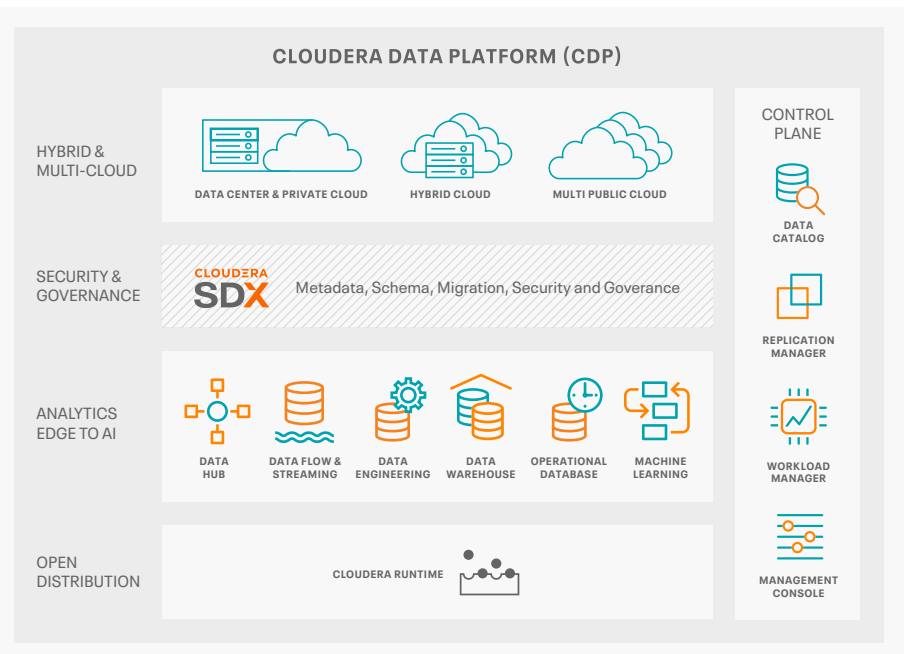 CLOUDERA DATA PLATFORM (CDP)
HYBRID &
MULTI-CLOUD
DATA CENTER & PRIVATE CLOUD
HYBRID CLOUD
MULTI PUBLIC CLOUD
SECURITY &
GOVERNANCE
CLOUDERA
SDX
Metadata, Schema, Migration, Security and Goverance
ANALYTICS
EDGE TO AI
DATA
HUB
DATA FLOW &
STREAMING
DATA
ENGINEERING
DATA
WAREHOUSE
OPERATIONAL
DATABASE
MACHINE
LEARNING
OPEN
DISTRIBUTION
CLOUDERA RUNTIME
CONTROL
PLANE
DATA
CATALOG
REPLICATION
MANAGER
WORKLOAD
MANAGER
MANAGEMENT
CONSOLE